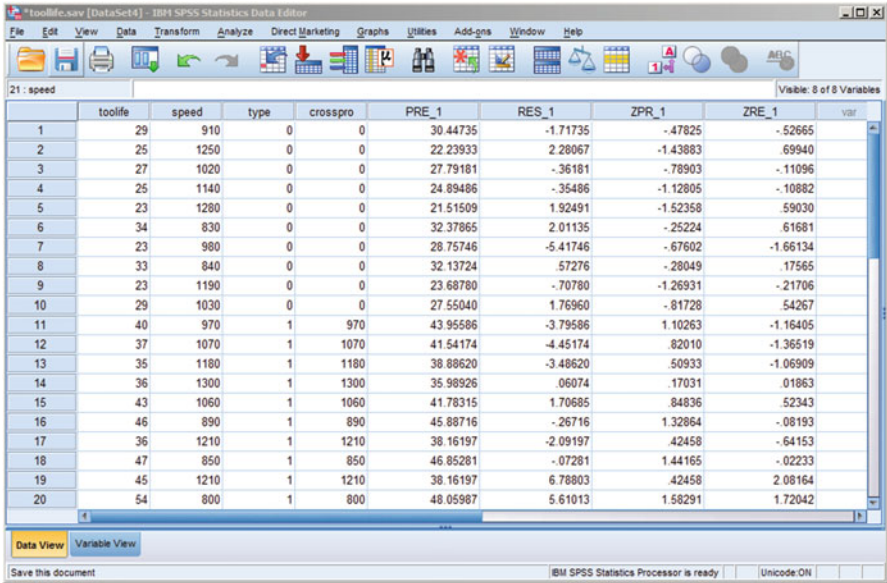 *toollife.sav [DataSet4] - IBM SPSS Statistics Data Editor
File Edit View Data Transform Analyze Direct Marketing Graphs Utilities Add-ons Window Help
21 : speed Visible: 8 of 8 Variables
toolife speed type crosspro PRE_1 RES_1 ZPR_1 ZRE_1 var
1 29 910 0 0 30.44735 -1.71735 -.47825 -.52665
2 25 1250 0 0 22.23933 2.28067 -1.43883 .69940
3 27 1020 0 0 27.79181 -.36181 -.78903 -.11096
4 25 1140 0 0 24.89486 -.35486 -1.12805 -.10882
5 23 1280 0 0 21.51509 1.92491 -1.52358 .59030
6 34 830 0 0 32.37865 2.01135 -.25224 .61681
7 23 980 0 0 28.75746 -5.41746 -.67602 -1.66134
8 33 840 0 0 32.13724 .57276 -.28049 .17565
9 23 1190 0 0 23.68780 -.70780 -1.26931 -.21706
10 29 1030 0 0 27.55040 1.76960 -.81728 .54267
11 40 970 1 970 43.95586 -3.79586 1.10263 -1.16405
12 37 1070 1 1070 41.54174 -4.45174 .82010 -1.36519
13 35 1180 1 1180 38.88620 -3.48620 .50933 -1.06909
14 36 1300 1 1300 35.98926 .06074 .17031 .01863
15 43 1060 1 1060 41.78315 1.70685 .84836 .52343
16 46 890 1 890 45.88716 -.26716 1.32864 -.08193
17 36 1210 1 1210 38.16197 -2.09197 .42458 -.64153
18 47 850 1 850 46.85281 -.07281 1.44165 -.02233
19 45 1210 1 1210 38.16197 6.78803 .42458 2.08164
20 54 800 1 800 48.05987 5.61013 1.58291 1.72042
Data View Variable View
Save this document IBM SPSS Statistics Processor is ready Unicode:ON